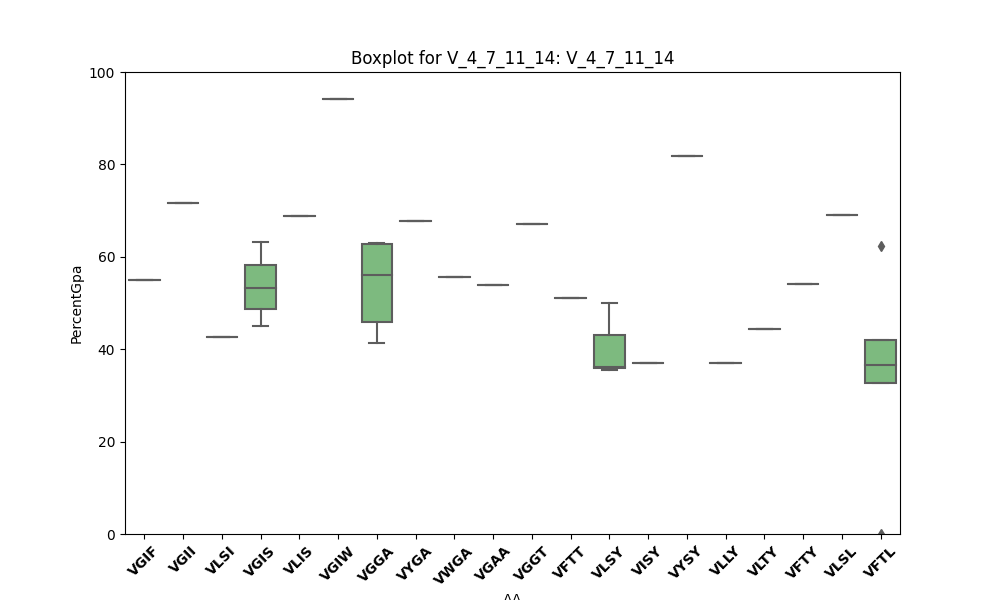 Boxplot for V_4_7_11_14: V_4_7_11_14
100
80
60
40
20
0
PercentGpa
VGIF VGII VLSI VGIS VLIS VGIW VGGA VYGA VWGA VGAA VGGT VFTT VLSY VISY VYSY VLLY VLTY VFTY VLSL VFTL
AA